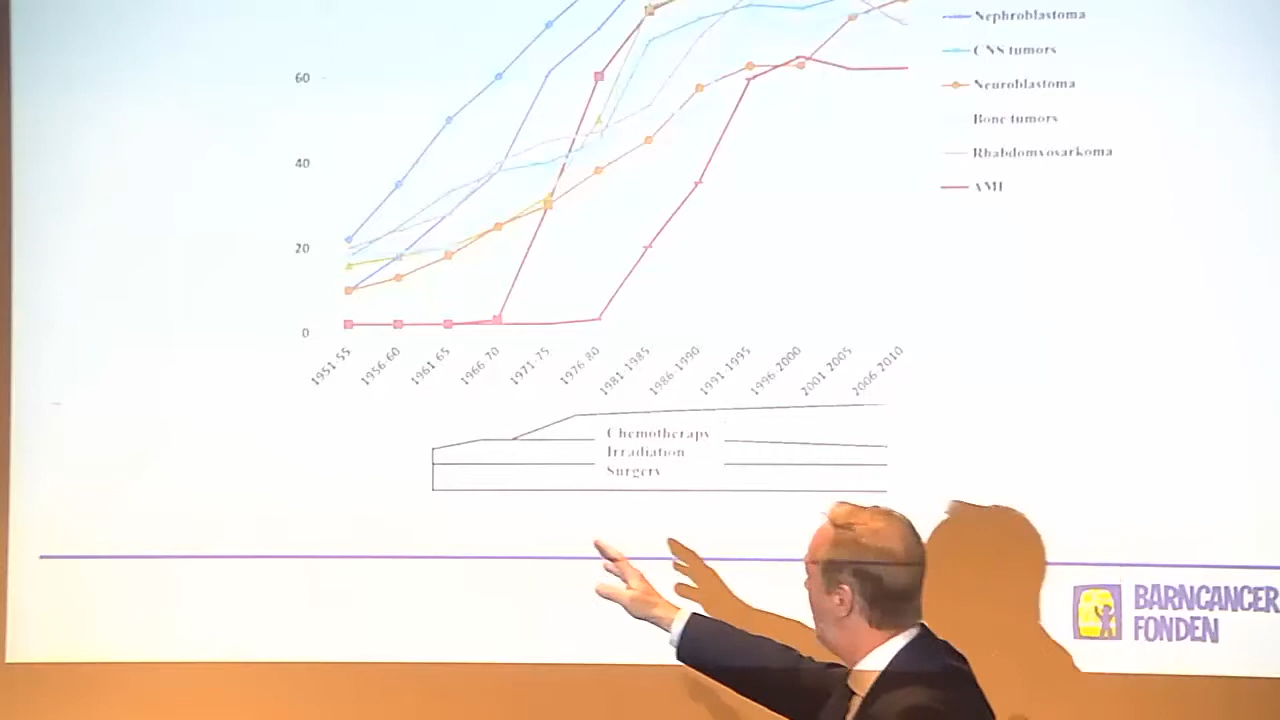 Nephroblastoma
CNS tumors
Neuroblastoma
Bone tumors
Rhabdomyosarkoma
AML
60
40
20
0
1951-55
1956-60
1961-65
1966-70
1971-75
1976-80
1981-1985
1986-1990
1991-1995
1996-2000
2001-2005
2006-2010
Chemotherapy
Irradiation
Surgery
BARNCANCER
FONDEN